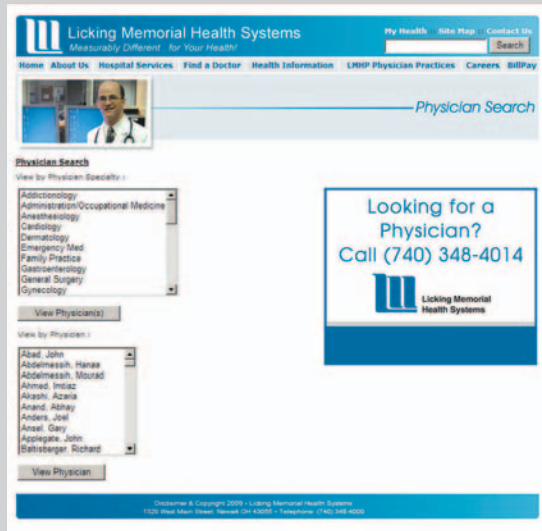 Licking Memorial Health Systems
Measurably Different...for Your Health!
My Health Site Map Contact Us
Search
Home About Us Hospital Services Find a Doctor Health Information LMHP Physician Practices Careers BillPay
Physician Search
Physician Search
View by Physician Specialty :
Addictionology
Administration/Occupational Medicine
Anesthesiology
Cardiology
Dermatology
Emergency Med
Family Practice
Gastroenterology
General Surgery
Gynecology
View Physician(s)
View by Physician :
Abad, John
Abdelmessih, Hanaa
Abdelmessih, Mourad
Ahmed, Imtiaz
Akashi, Azaria
Anand, Abhay
Anders, Joel
Ansel, Gary
Applegate, John
Baltisberger, Richard
View Physician
Looking for a
Physician?
Call (740) 348-4014
Licking Memorial
Health Systems
Disclaimer & Copyright 2009 • Licking Memorial Health Systems
1320 West Main Street, Newark OH 43055 • Telephone: (740) 348-4000